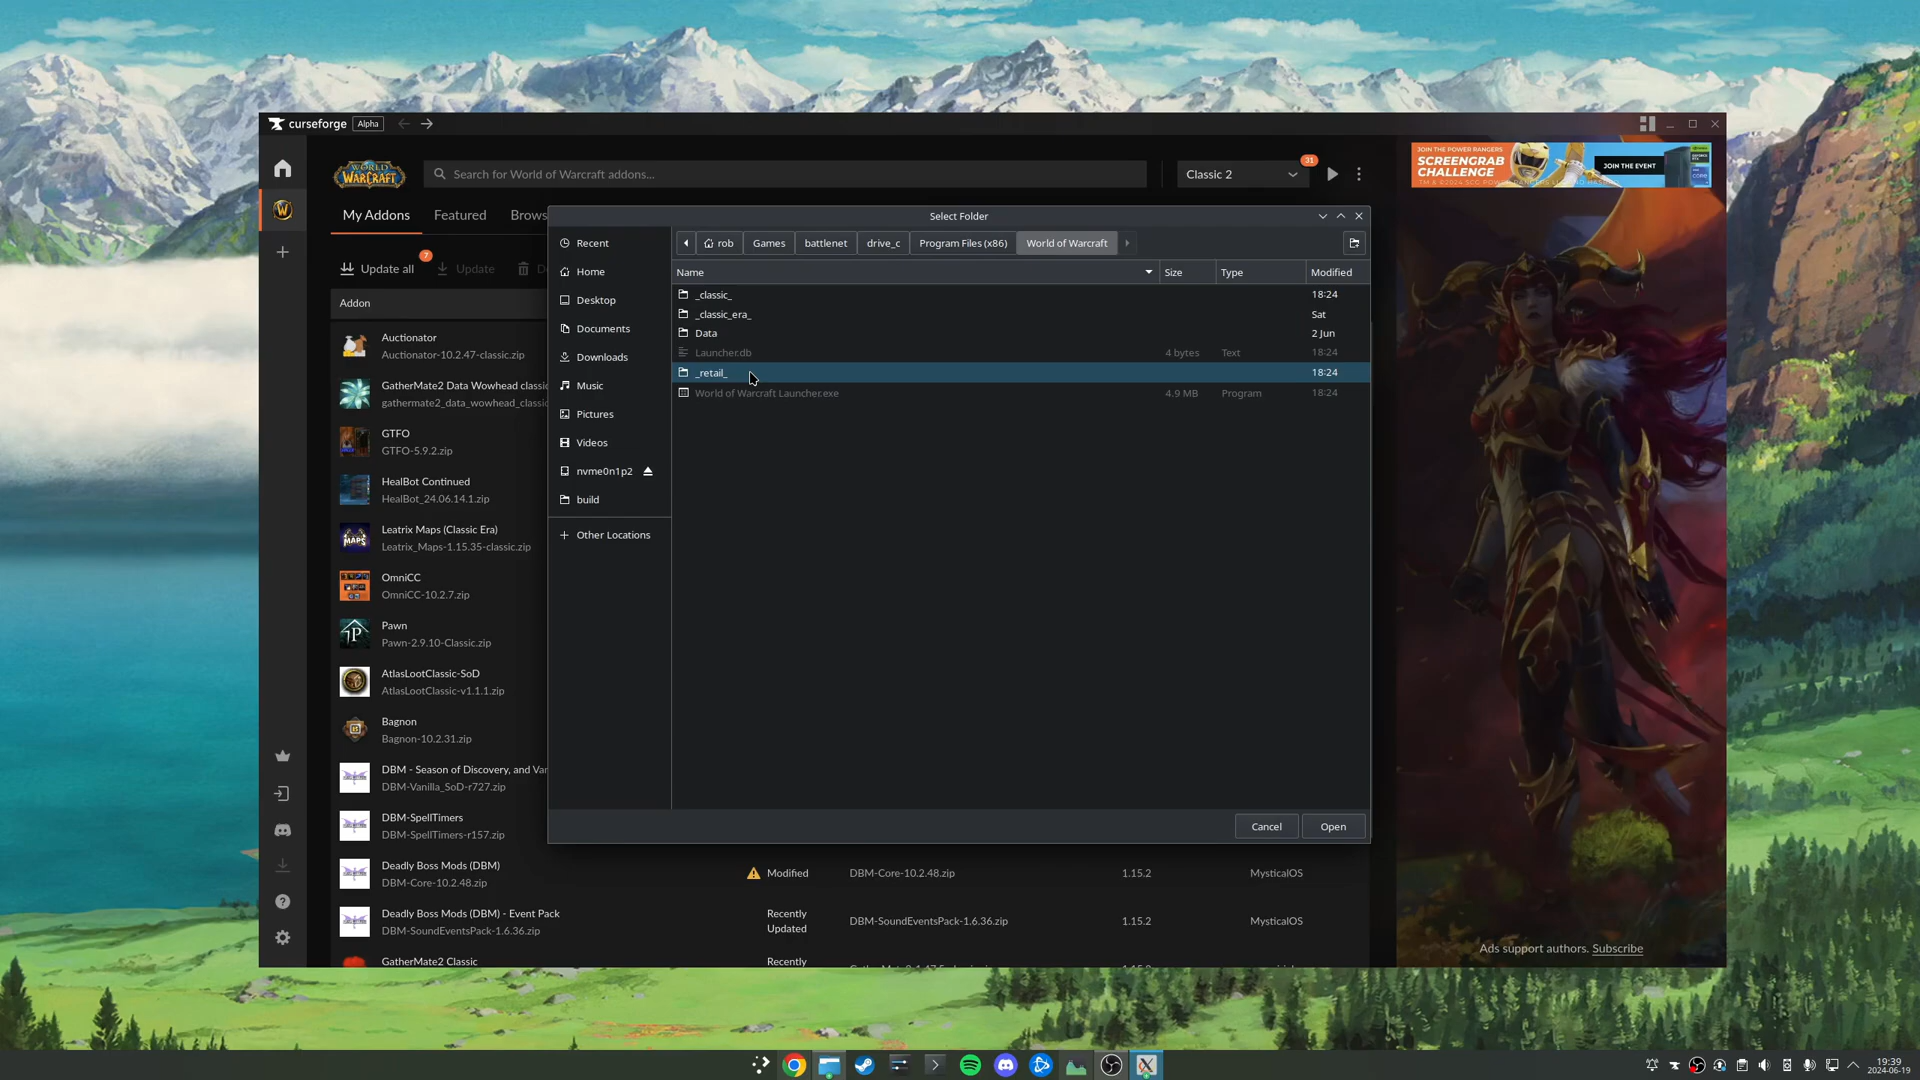 curseforge Alpha
WORLD WARCRAFT
Search for World of Warcraft addons...
Classic 2
31
JOIN THE POWER RANGERS
SCREENGRAB
CHALLENGE
JOIN THE EVENT
My Addons Featured Brows
7
Update all Update
Addon
Auctionator
Auctionator-10.2.47-classic.zip
GatherMate2 Data Wowhead classic
gathermate2_data_wowhead_classic
GTFO
GTFO-5.9.2.zip
HealBot Continued
HealBot_24.06.14.1.zip
Leatrix Maps (Classic Era)
Leatrix_Maps-1.15.35-classic.zip
MAPS
OmniCC
OmniCC-10.2.7.zip
Pawn
Pawn-2.9.10-Classic.zip
AtlasLootClassic-SoD
AtlasLootClassic-v1.1.1.zip
Bagnon
Bagnon-10.2.31.zip
DBM - Season of Discovery, and Van
DBM-Vanilla_SoD-r727.zip
DBM-SpellTimers
DBM-SpellTimers-r157.zip
Deadly Boss Mods (DBM)
DBM-Core-10.2.48.zip
Modified DBM-Core-10.2.48.zip 1.15.2 MysticalOS
Deadly Boss Mods (DBM) - Event Pack
DBM-SoundEventsPack-1.6.36.zip
Recently
Updated
DBM-SoundEventsPack-1.6.36.zip 1.15.2 MysticalOS
GatherMate2 Classic
Recently
Select Folder
Recent
Home
Desktop
Documents
Downloads
Music
Pictures
Videos
nvme0n1p2
build
Other Locations
rob Games battlenet drive_c Program Files (x86) World of Warcraft
Name Size Type Modified
_classic_ 18:24
_classic_era_ Sat
Data 2 Jun
Launcher.db 4 bytes Text 18:24
_retail_ 18:24
World of Warcraft Launcher.exe 4.9 MB Program 18:24
Cancel Open
Ads support authors. Subscribe
19:39
2024-06-19